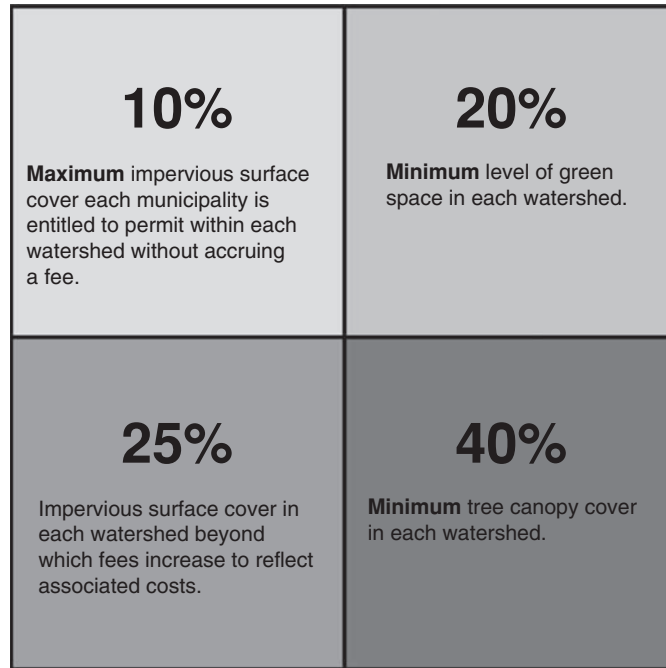 10%
Maximum impervious surface
cover each municipality is
entitled to permit within each
watershed without accruing
a fee.
20%
Minimum level of green
space in each watershed.
25%
Impervious surface cover in
each watershed beyond
which fees increase to reflect
associated costs.
40%
Minimum tree canopy cover
in each watershed.